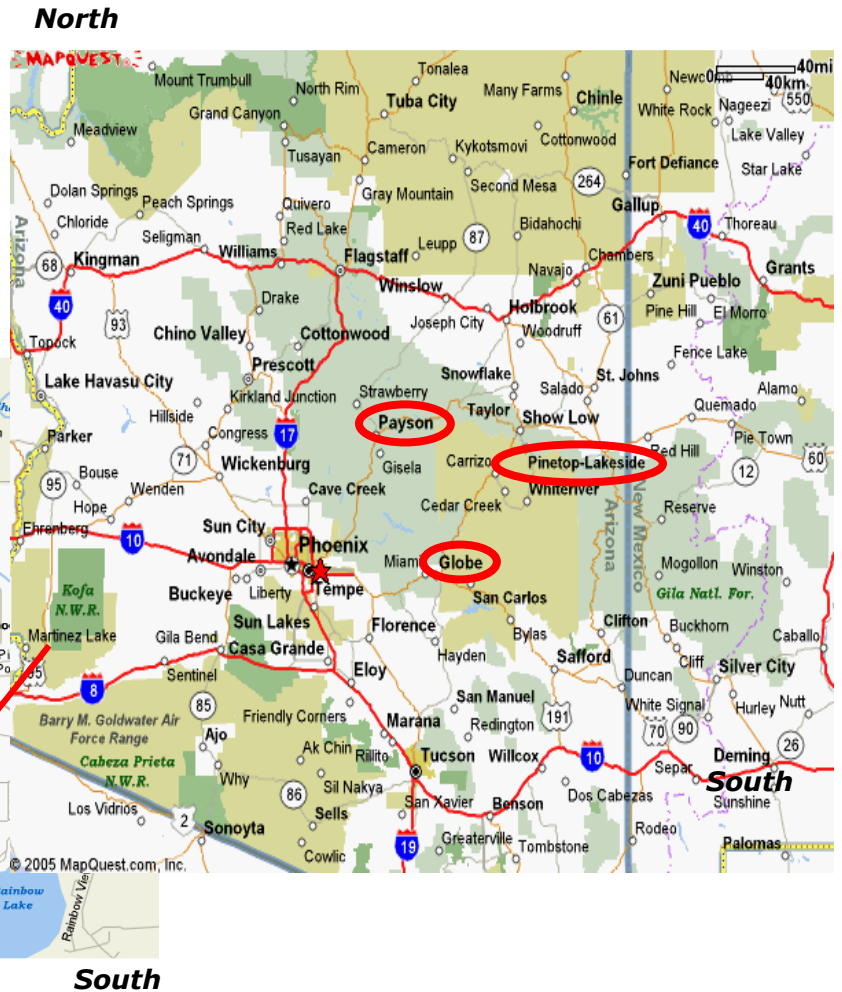 North
MAPQUEST.
40mi
40km
Mount Trumbull
North Rim
Tonalea
Many Farms
Chinle
550
Tuba City
White Rock
Nageezi
Grand Canyon
Meadview
Tusayan
Cameron
Kykotsmovi
Cottonwood
Lake Valley
Fort Defiance
Star Lake
Dolan Springs
Peach Springs
Quivero
Gray Mountain
Second Mesa
264
Gallup
Chloride
Seligman
Red Lake
Leupp
87
Bidahochi
40
Thoreau
Arizona
68
Kingman
Williams
Flagstaff
Navajo
Chambers
Zuni Pueblo
Grants
Winslow
40
93
Drake
Joseph City
Holbrook
61
Pine Hill
El Morro
Topock
Chino Valley
Cottonwood
Woodruff
Fence Lake
Prescott
Snowflake
St. Johns
Lake Havasu City
Strawberry
Salado
Alamo
Kirkland Junction
Taylor
Show Low
Quemado
Hillside
17
Payson
Pie Town
Parker
Congress
Red Hill
60
71
Wickenburg
Gisela
Carrizo
Pinetop-Lakeside
12
95
Bouse
Wenden
Cave Creek
Whiteriver
New Mexico
Hope
Cedar Creek
Arizona
Reserve
Ehrenberg
10
Sun City
Phoenix
Avondale
Miami
Globe
Mogollon
Winston
Kofa
N.W.R.
Buckeye
Liberty
Tempe
San Carlos
Gila Natl. For.
Martinez Lake
Sun Lakes
Florence
Clifton
Buckhorn
Caballo
Gila Bend
Casa Grande
Bylas
Hayden
Safford
Cliff
Silver City
95
8
Sentinel
Eloy
Duncan
85
Friendly Corners
San Manuel
191
White Signal
Hurley
Nutt
Barry M. Goldwater Air
Force Range
Ajo
Marana
Redington
70
90
Cabeza Prieta
N.W.R.
Ak Chin
Rillito
Tucson
Willcox
10
Deming
26
Why
Sil Nakya
Separ
South
86
San Xavier
Benson
Dos Cabezas
Sunshine
Los Vidrios
2
Sells
Sonoyta
19
Greaterville
Tombstone
Rodeo
Palomas
Cowlic
© 2005 MapQuest.com, Inc.
Lake
Rainbow
South